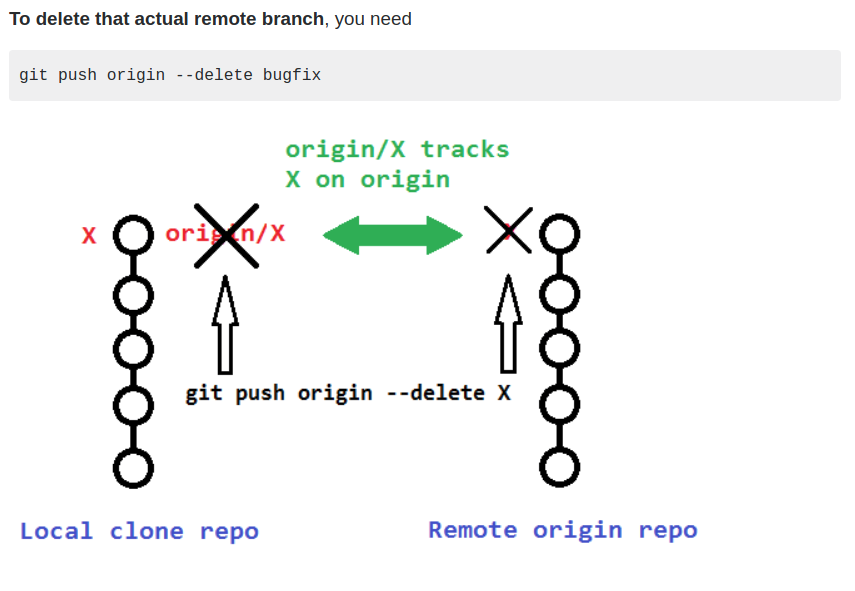 To delete that actual remote branch, you need
git push origin --delete bugfix
origin/X tracks
X on origin
X origin/X
git push origin --delete X
Local clone repo Remote origin repo